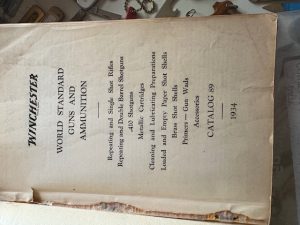 WINCHESTER
WORLD STANDARD
GUNS AND
AMMUNITION
Repeating and Single Shot Rifles
Repeating and Double Barrel Shotguns
.410 Shotguns
Metallic Cartridges
Cleaning and Lubricating Preparations
Loaded and Empty Paper Shot Shells
Brass Shot Shells
Primers — Gun Wads
Accessories
CATALOG 89
1934